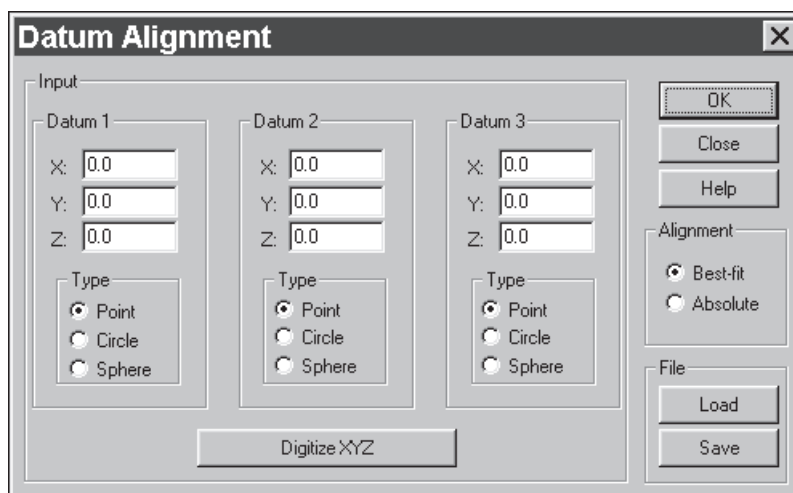 Datum Alignment
Input
Datum 1
X: 0.0
Y: 0.0
Z: 0.0
Type
Point
Circle
Sphere
Datum 2
X: 0.0
Y: 0.0
Z: 0.0
Type
Point
Circle
Sphere
Datum 3
X: 0.0
Y: 0.0
Z: 0.0
Type
Point
Circle
Sphere
Digitize XYZ
OK
Close
Help
Alignment
Best-fit
Absolute
File
Load
Save